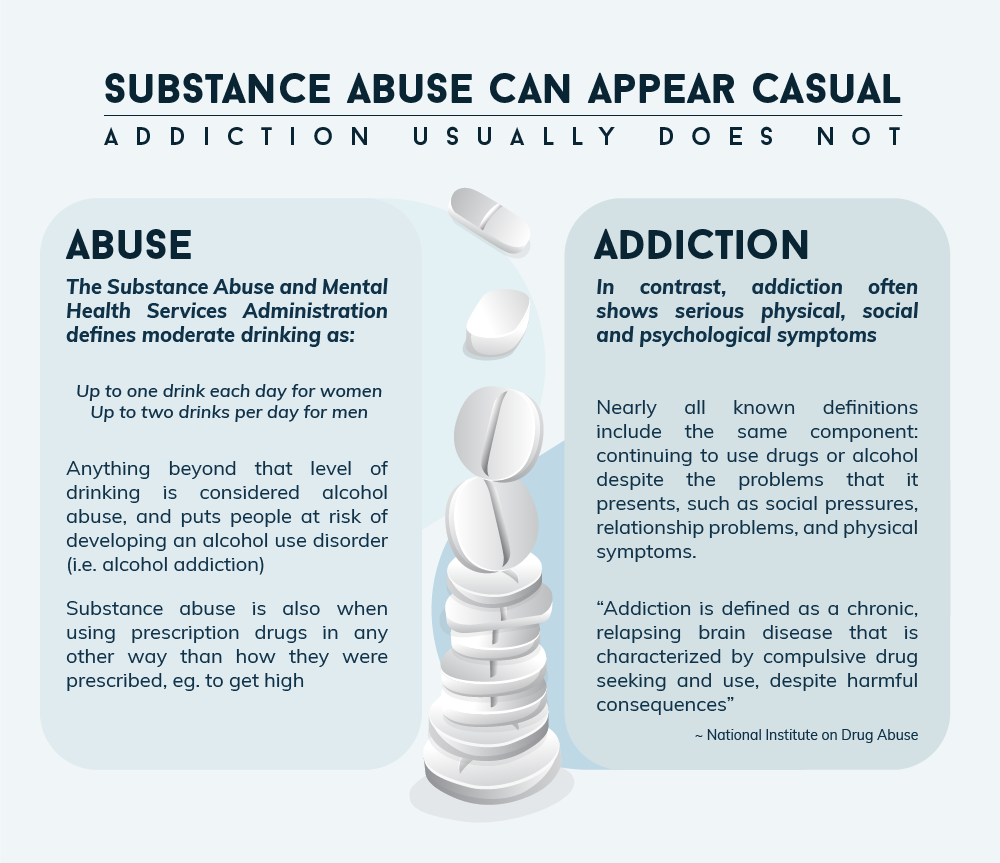 SUBSTANCE ABUSE CAN APPEAR CASUAL
ADDICTION USUALLY DOES NOT
ABUSE
The Substance Abuse and Mental
Health Services Administration
defines moderate drinking as:
Up to one drink each day for women
Up to two drinks per day for men
Anything beyond that level of
drinking is considered alcohol
abuse, and puts people at risk of
developing an alcohol use disorder
(i.e. alcohol addiction)
Substance abuse is also when
using prescription drugs in any
other way than how they were
prescribed, eg. to get high
ADDICTION
In contrast, addiction often
shows serious physical, social
and psychological symptoms
Nearly all known definitions
include the same component:
continuing to use drugs or alcohol
despite the problems that it
presents, such as social pressures,
relationship problems, and physical
symptoms.
“Addiction is defined as a chronic,
relapsing brain disease that is
characterized by compulsive drug
seeking and use, despite harmful
consequences”
~ National Institute on Drug Abuse